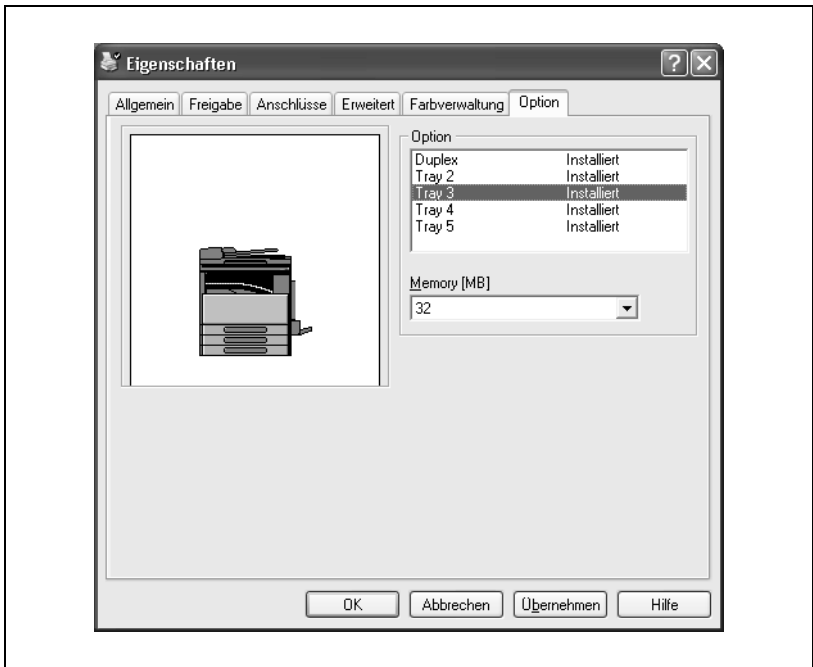 Eigenschaften
Allgemein Freigabe Anschlüsse Erweitert Farbverwaltung Option
Option
Duplex Installiert
Tray 2 Installiert
Tray 3 Installiert
Tray 4 Installiert
Tray 5 Installiert
Memory [MB]
32
OK Abbrechen Übernehmen Hilfe